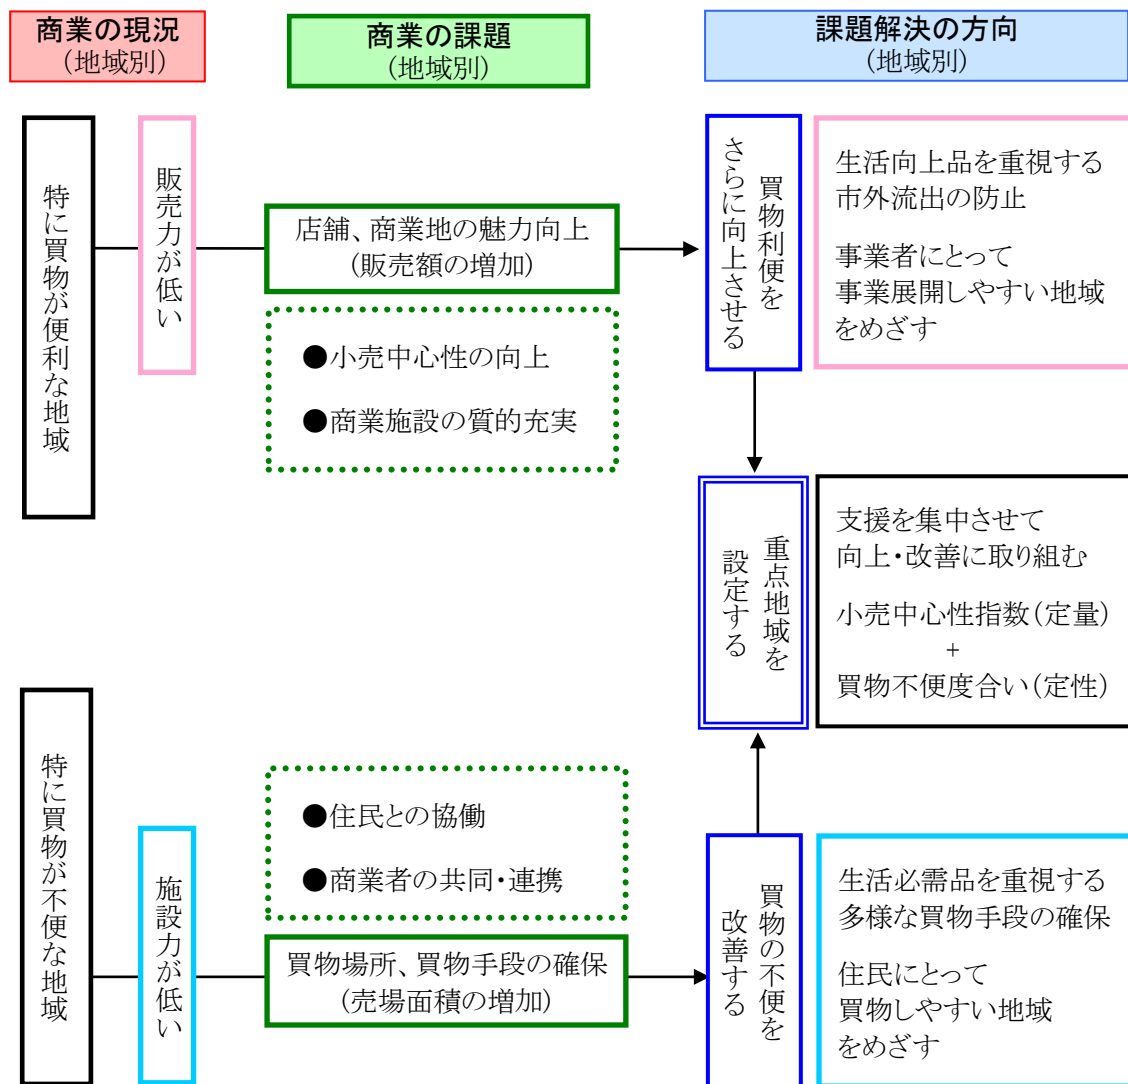 商業の現況
(地域別)
商業の課題
(地域別)
課題解決の方向
(地域別)
特に買物が便利な地域
販売力が低い
店舗、商業地の魅力向上
(販売額の増加)
●小売中心性の向上
●商業施設の質的充実
買物利便を
さらに向上させる
生活向上品を重視する
市外流出の防止
事業者にとって
事業展開しやすい地域
をめざす
重点地域を
設定する
支援を集中させて
向上・改善に取り組む
小売中心性指数(定量)
+
買物不便度合い(定性)
特に買物が不便な地域
施設力が低い
●住民との協働
●商業者の共同・連携
買物場所、買物手段の確保
(売場面積の増加)
買物の不便を
改善する
生活必需品を重視する
多様な買物手段の確保
住民にとって
買物しやすい地域
をめざす